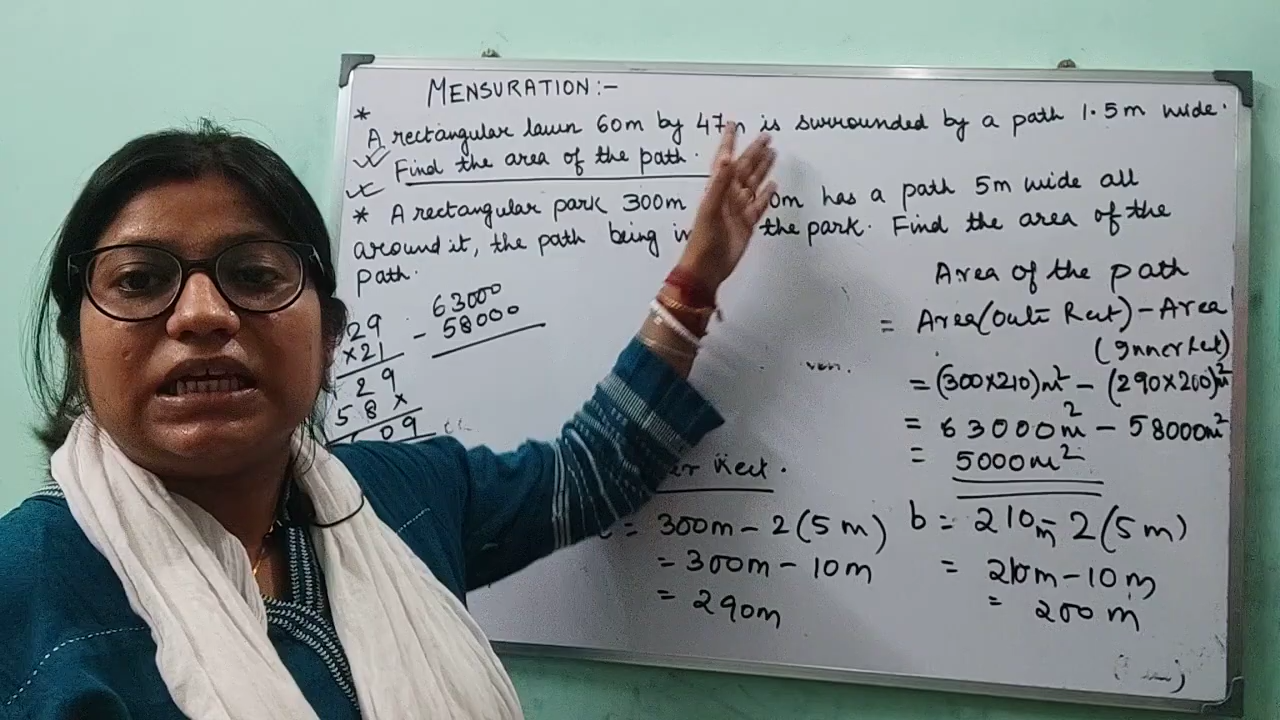 MENSURATION :-
* A rectangular lawn 60m by 47m is surrounded by a path 1.5m wide.
Find the area of the path.
* A rectangular park 300m 0m has a path 5m wide all
around it, the path being in the park. Find the area of the
path.
29
×21
29
58×
09
63000
- 58000
Area of the path
= Area (Oute Rect) - Area
(Inner Rect)
= (300×210)m² - (290×200)m²
= 63000m² - 58000m²
= 5000m²
er Rect.
= 300m - 2(5m)
= 300m - 10m
= 290m
b = 210m - 2(5m)
= 210m - 10m
= 200m